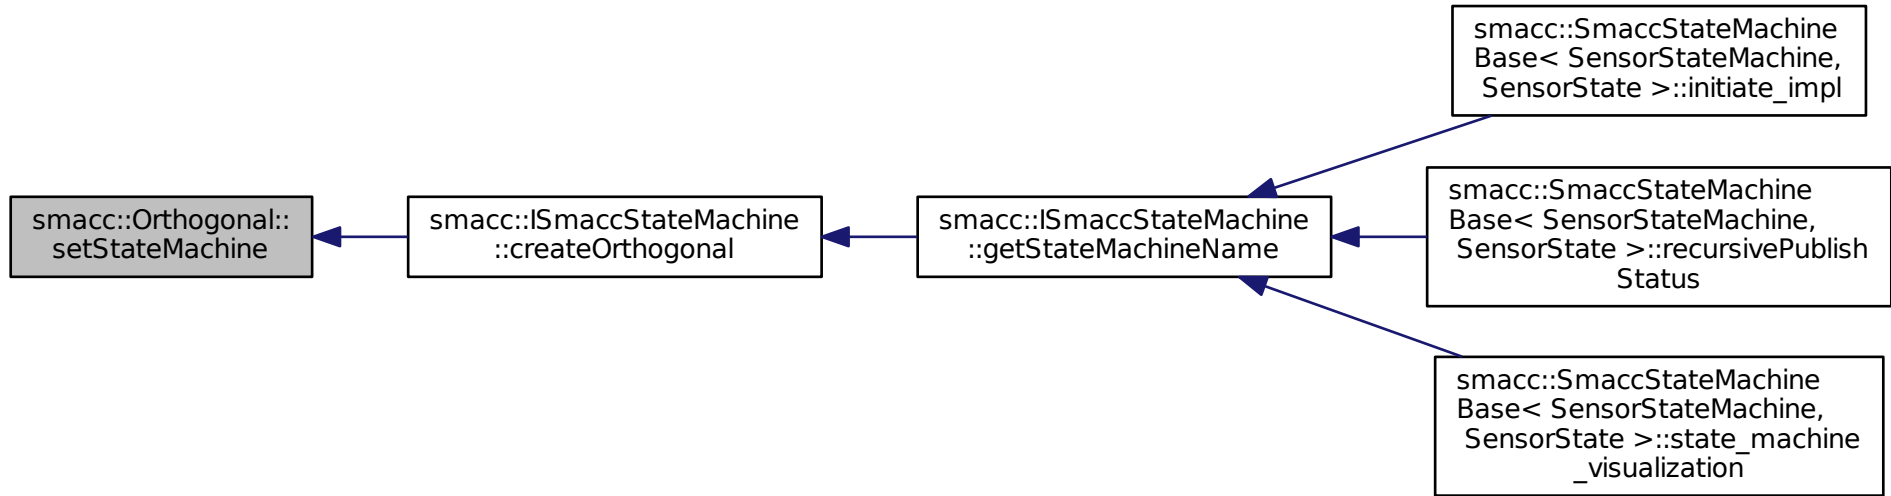 smacc::Orthogonal::
setStateMachine
smacc::ISmaccStateMachine
::createOrthogonal
smacc::ISmaccStateMachine
::getStateMachineName
smacc::SmaccStateMachine
Base< SensorStateMachine,
SensorState >::initiate_impl
smacc::SmaccStateMachine
Base< SensorStateMachine,
SensorState >::recursivePublish
Status
smacc::SmaccStateMachine
Base< SensorStateMachine,
SensorState >::state_machine
_visualization